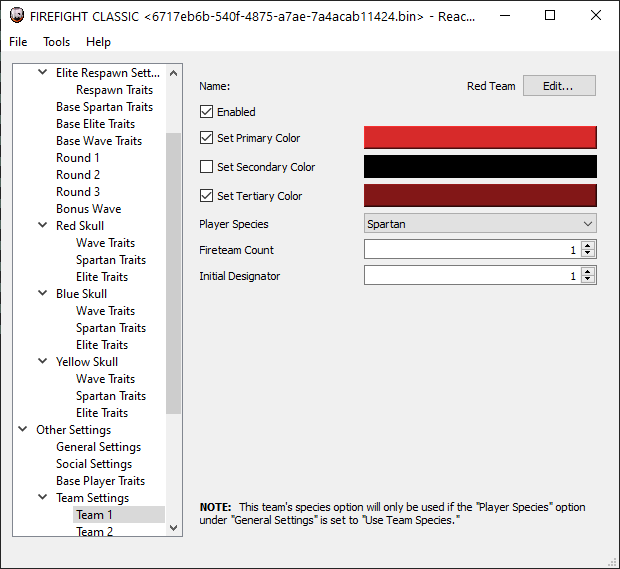 FIREFIGHT CLASSIC <6717eb6b-540f-4875-a7ae-7a4acab11424.bin> - Reac...
File Tools Help
Elite Respawn Sett...
Respawn Traits
Base Spartan Traits
Base Elite Traits
Base Wave Traits
Round 1
Round 2
Round 3
Bonus Wave
Red Skull
Wave Traits
Spartan Traits
Elite Traits
Blue Skull
Wave Traits
Spartan Traits
Elite Traits
Yellow Skull
Wave Traits
Spartan Traits
Elite Traits
Other Settings
General Settings
Social Settings
Base Player Traits
Team Settings
Team 1
Team 2
Name: Red Team Edit...
Enabled
Set Primary Color
Set Secondary Color
Set Tertiary Color
Player Species Spartan
Fireteam Count 1
Initial Designator 1
NOTE: This team's species option will only be used if the "Player Species" option
under "General Settings" is set to "Use Team Species."